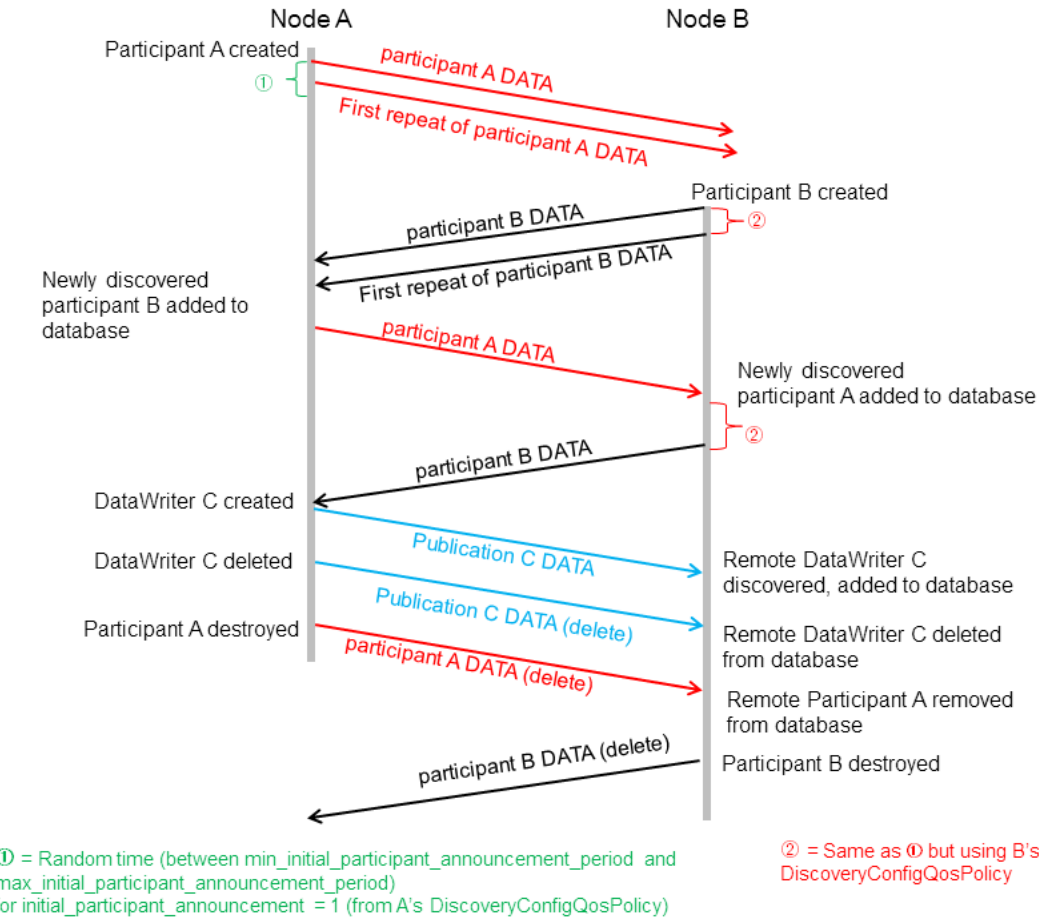 Node A
Node B
Participant A created
participant A DATA
①
First repeat of participant A DATA
Participant B created
participant B DATA
②
First repeat of participant B DATA
Newly discovered
participant B added to
database
participant A DATA
Newly discovered
participant A added to database
②
participant B DATA
DataWriter C created
Publication C DATA
DataWriter C deleted
Remote DataWriter C
discovered, added to database
Publication C DATA (delete)
Participant A destroyed
Remote DataWriter C deleted
from database
participant A DATA (delete)
Remote Participant A removed
from database
participant B DATA (delete)
Participant B destroyed
① = Random time (between min_initial_participant_announcement_period and
max_initial_participant_announcement_period)
for initial_participant_announcement = 1 (from A's DiscoveryConfigQosPolicy)
② = Same as ① but using B's
DiscoveryConfigQosPolicy